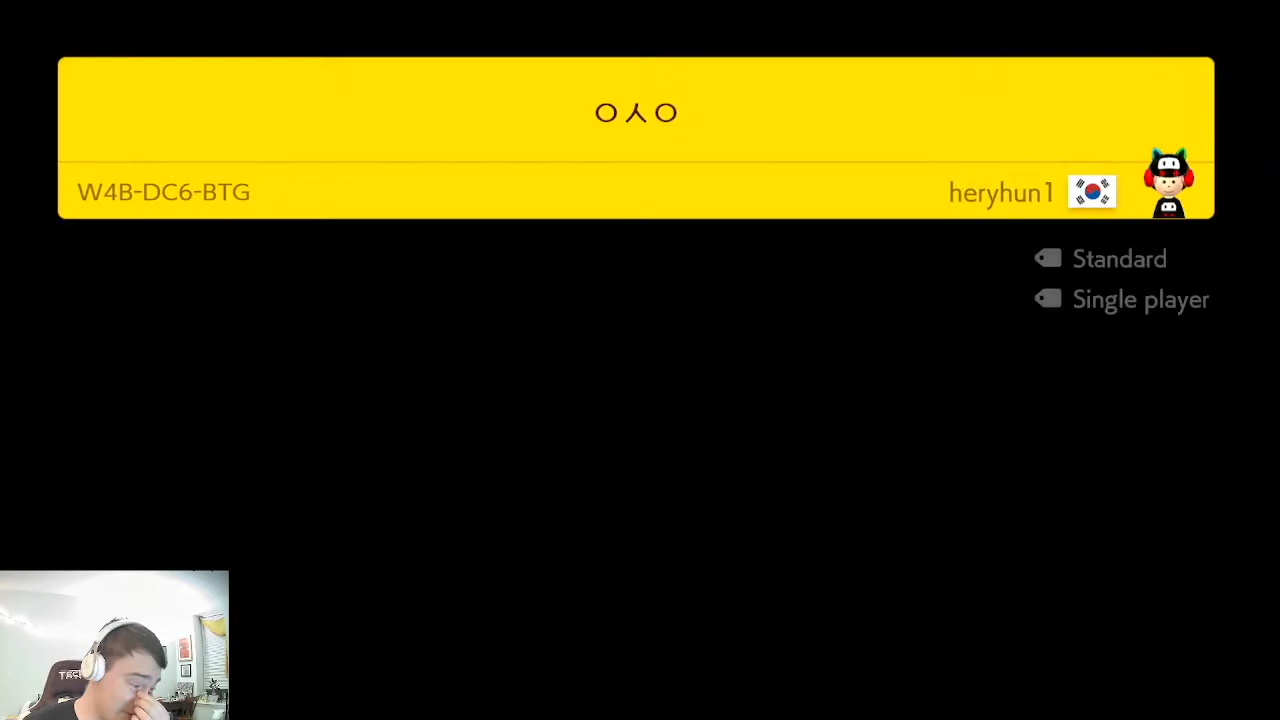 ㅇㅅㅇ
W4B-DC6-BTG
heryhun1
Standard
Single player